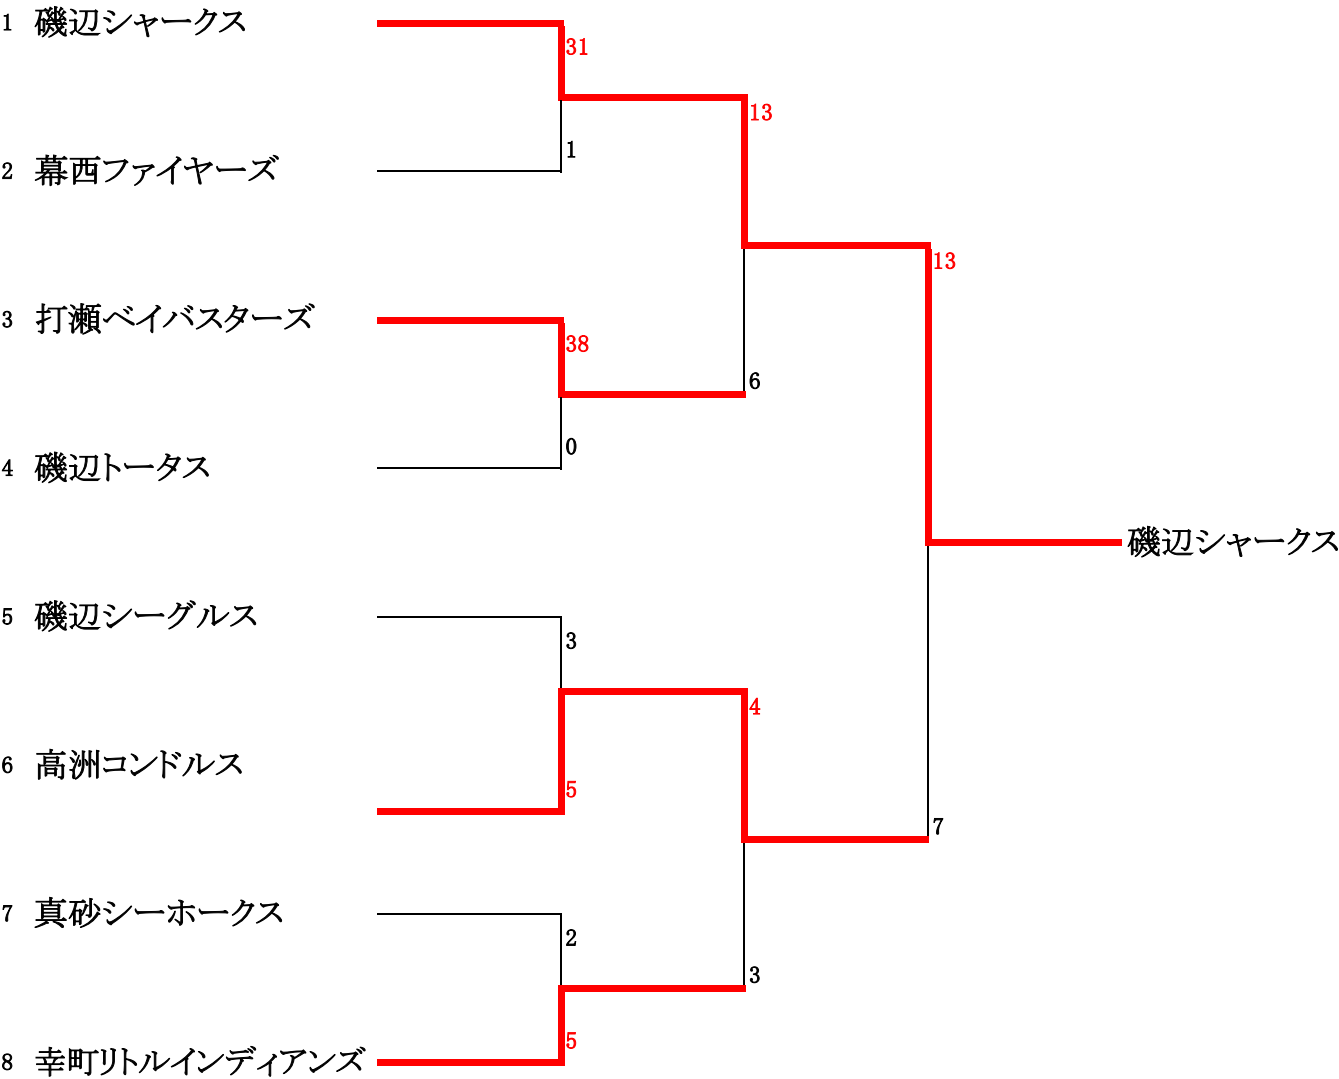 1 磯辺シャークス
31
13
1
2 幕西ファイヤーズ
13
3 打瀬ベイバスターズ
38
6
0
4 磯辺トータス
磯辺シャークス
5 磯辺シーグルス
3
4
6 高洲コンドルス
5
7
7 真砂シーホークス
2
3
5
8 幸町リトルインディアンズ